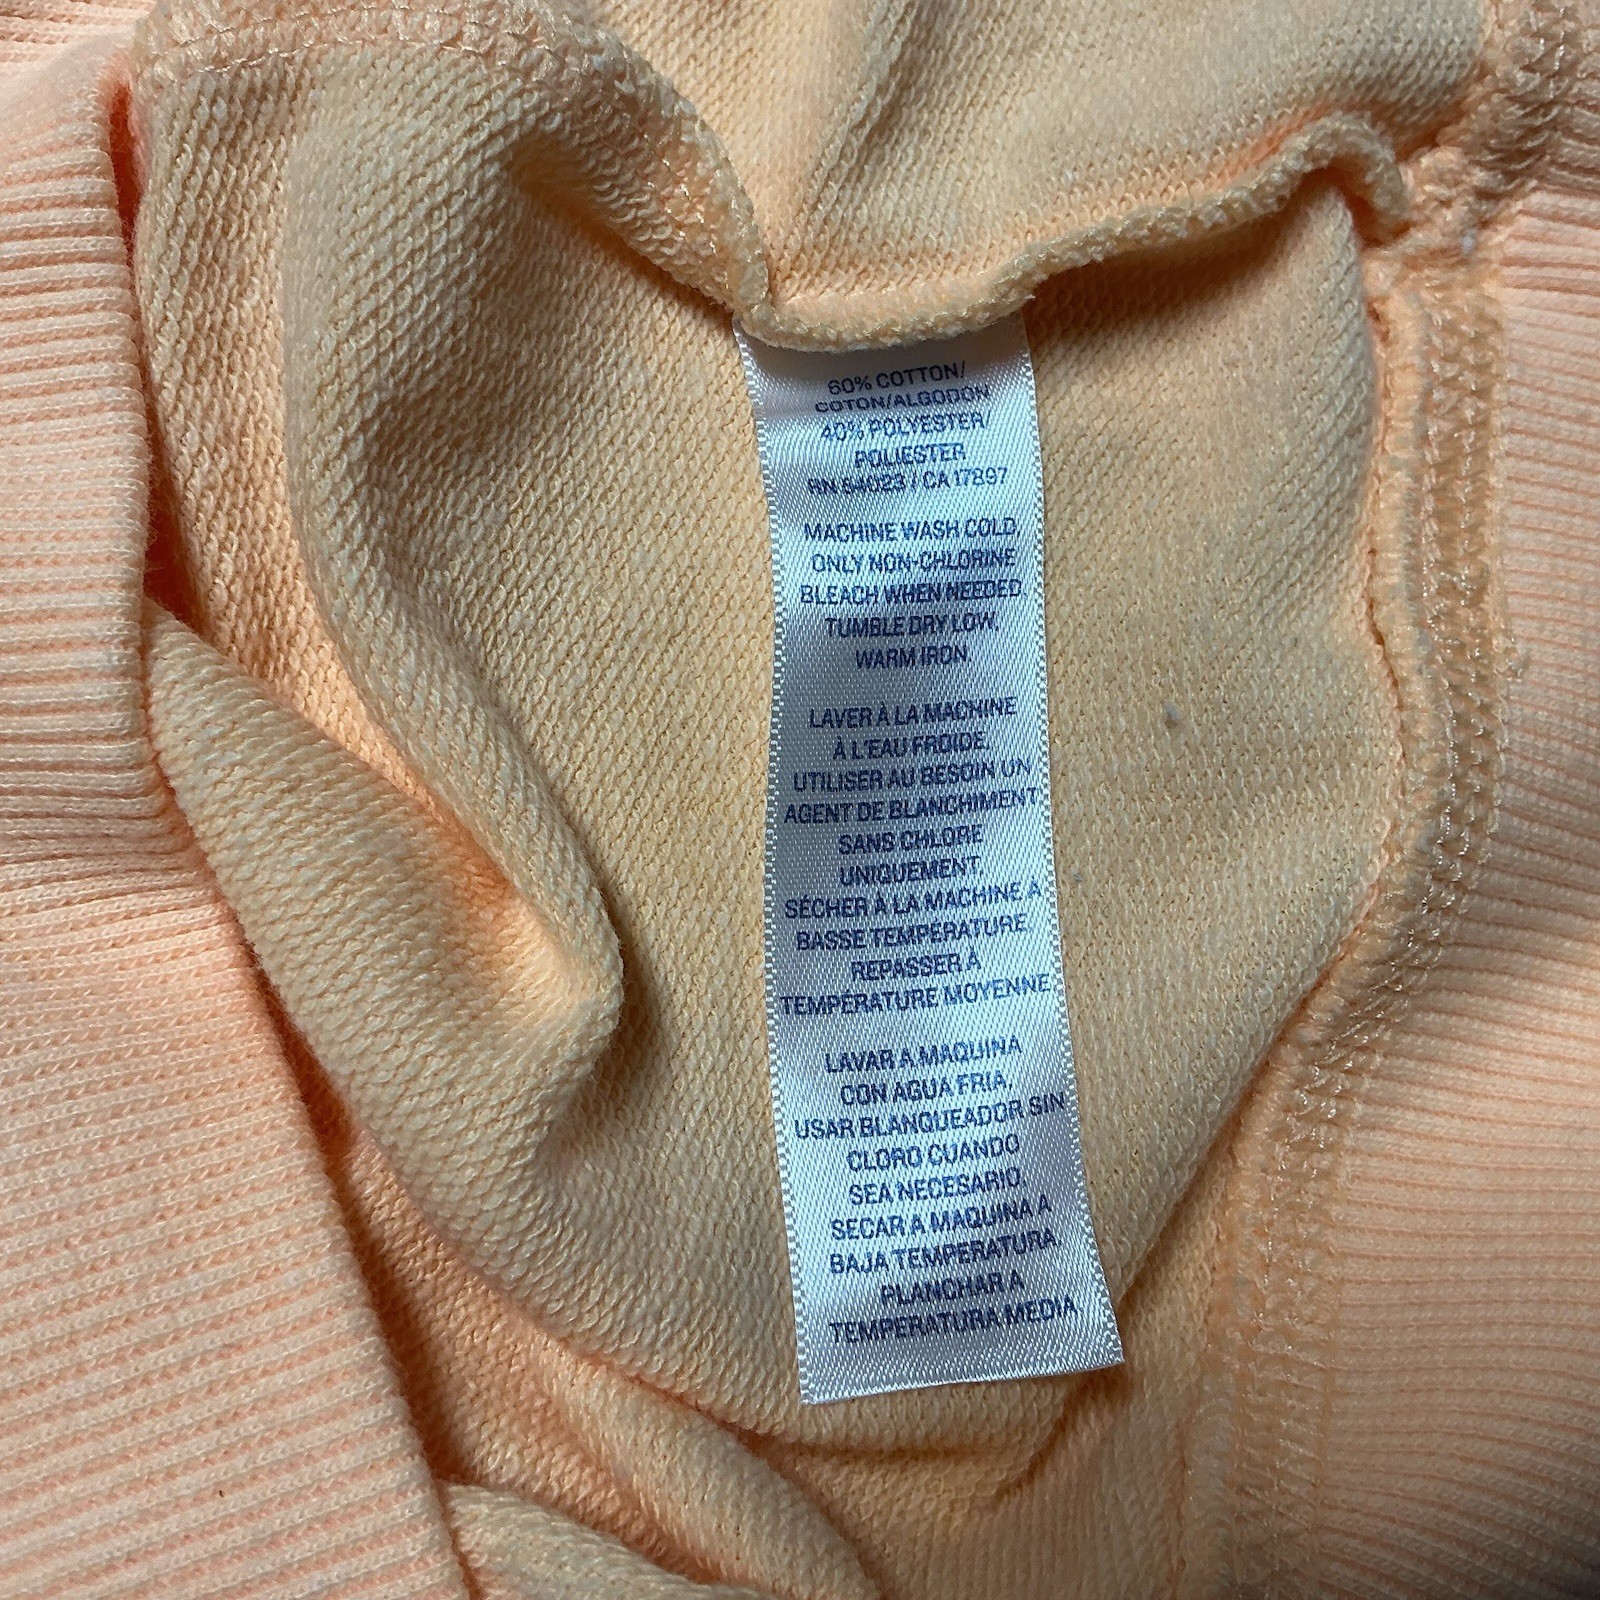 60% COTTON/
COTON/ALGODÓN
40% POLYESTER
POLIESTER
RN 54023 / CA 17897
MACHINE WASH COLD
ONLY NON-CHLORINE
BLEACH WHEN NEEDED
TUMBLE DRY LOW,
WARM IRON.
LAVER À LA MACHINE
À L'EAU FROIDE.
UTILISER AU BESOIN UN
AGENT DE BLANCHIMENT
SANS CHLORE
UNIQUEMENT.
SÉCHER À LA MACHINE À
BASSE TEMPÉRATURE
REPASSER À
TEMPÉRATURE MOYENNE
LAVAR A MAQUINA
CON AGUA FRIA,
USAR BLANQUEADOR SIN
CLORO CUANDO
SEA NECESARIO.
SECAR A MAQUINA A
BAJA TEMPERATURA
PLANCHAR A
TEMPERATURA MEDIA